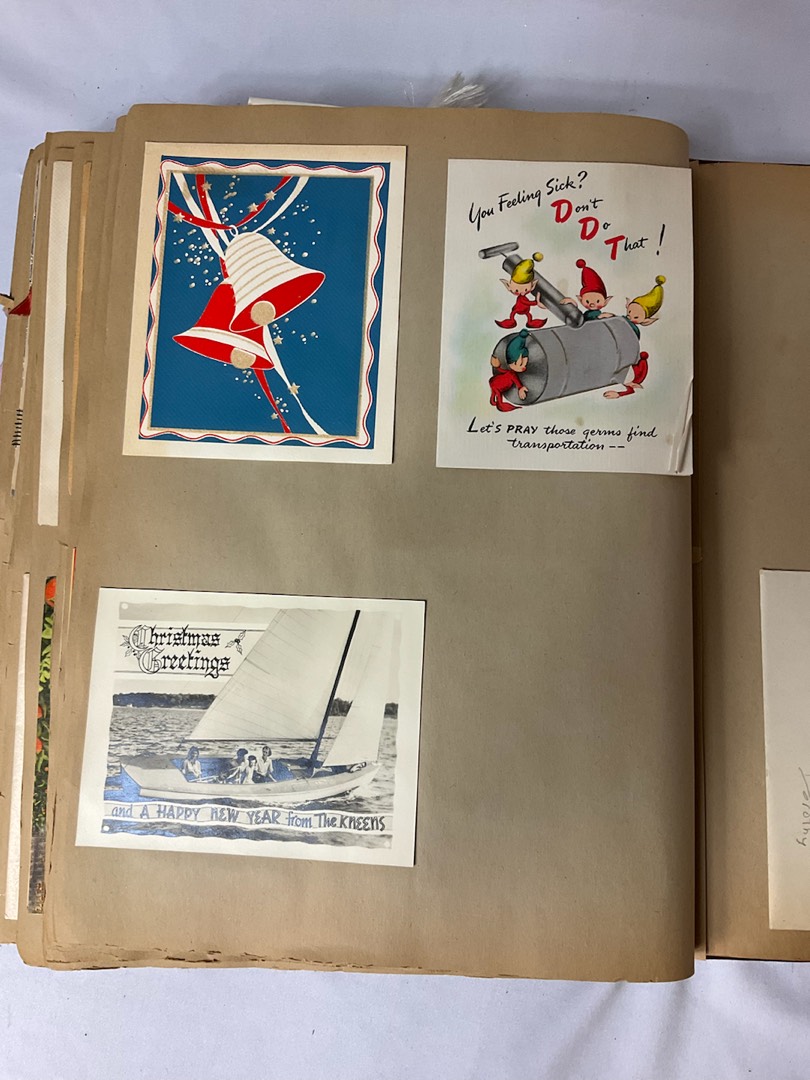 You Feeling Sick?
Don't
Do
That!
Let's PRAY those germs find
transportation --
Christmas
Greetings
and A HAPPY NEW YEAR from The KNEENS